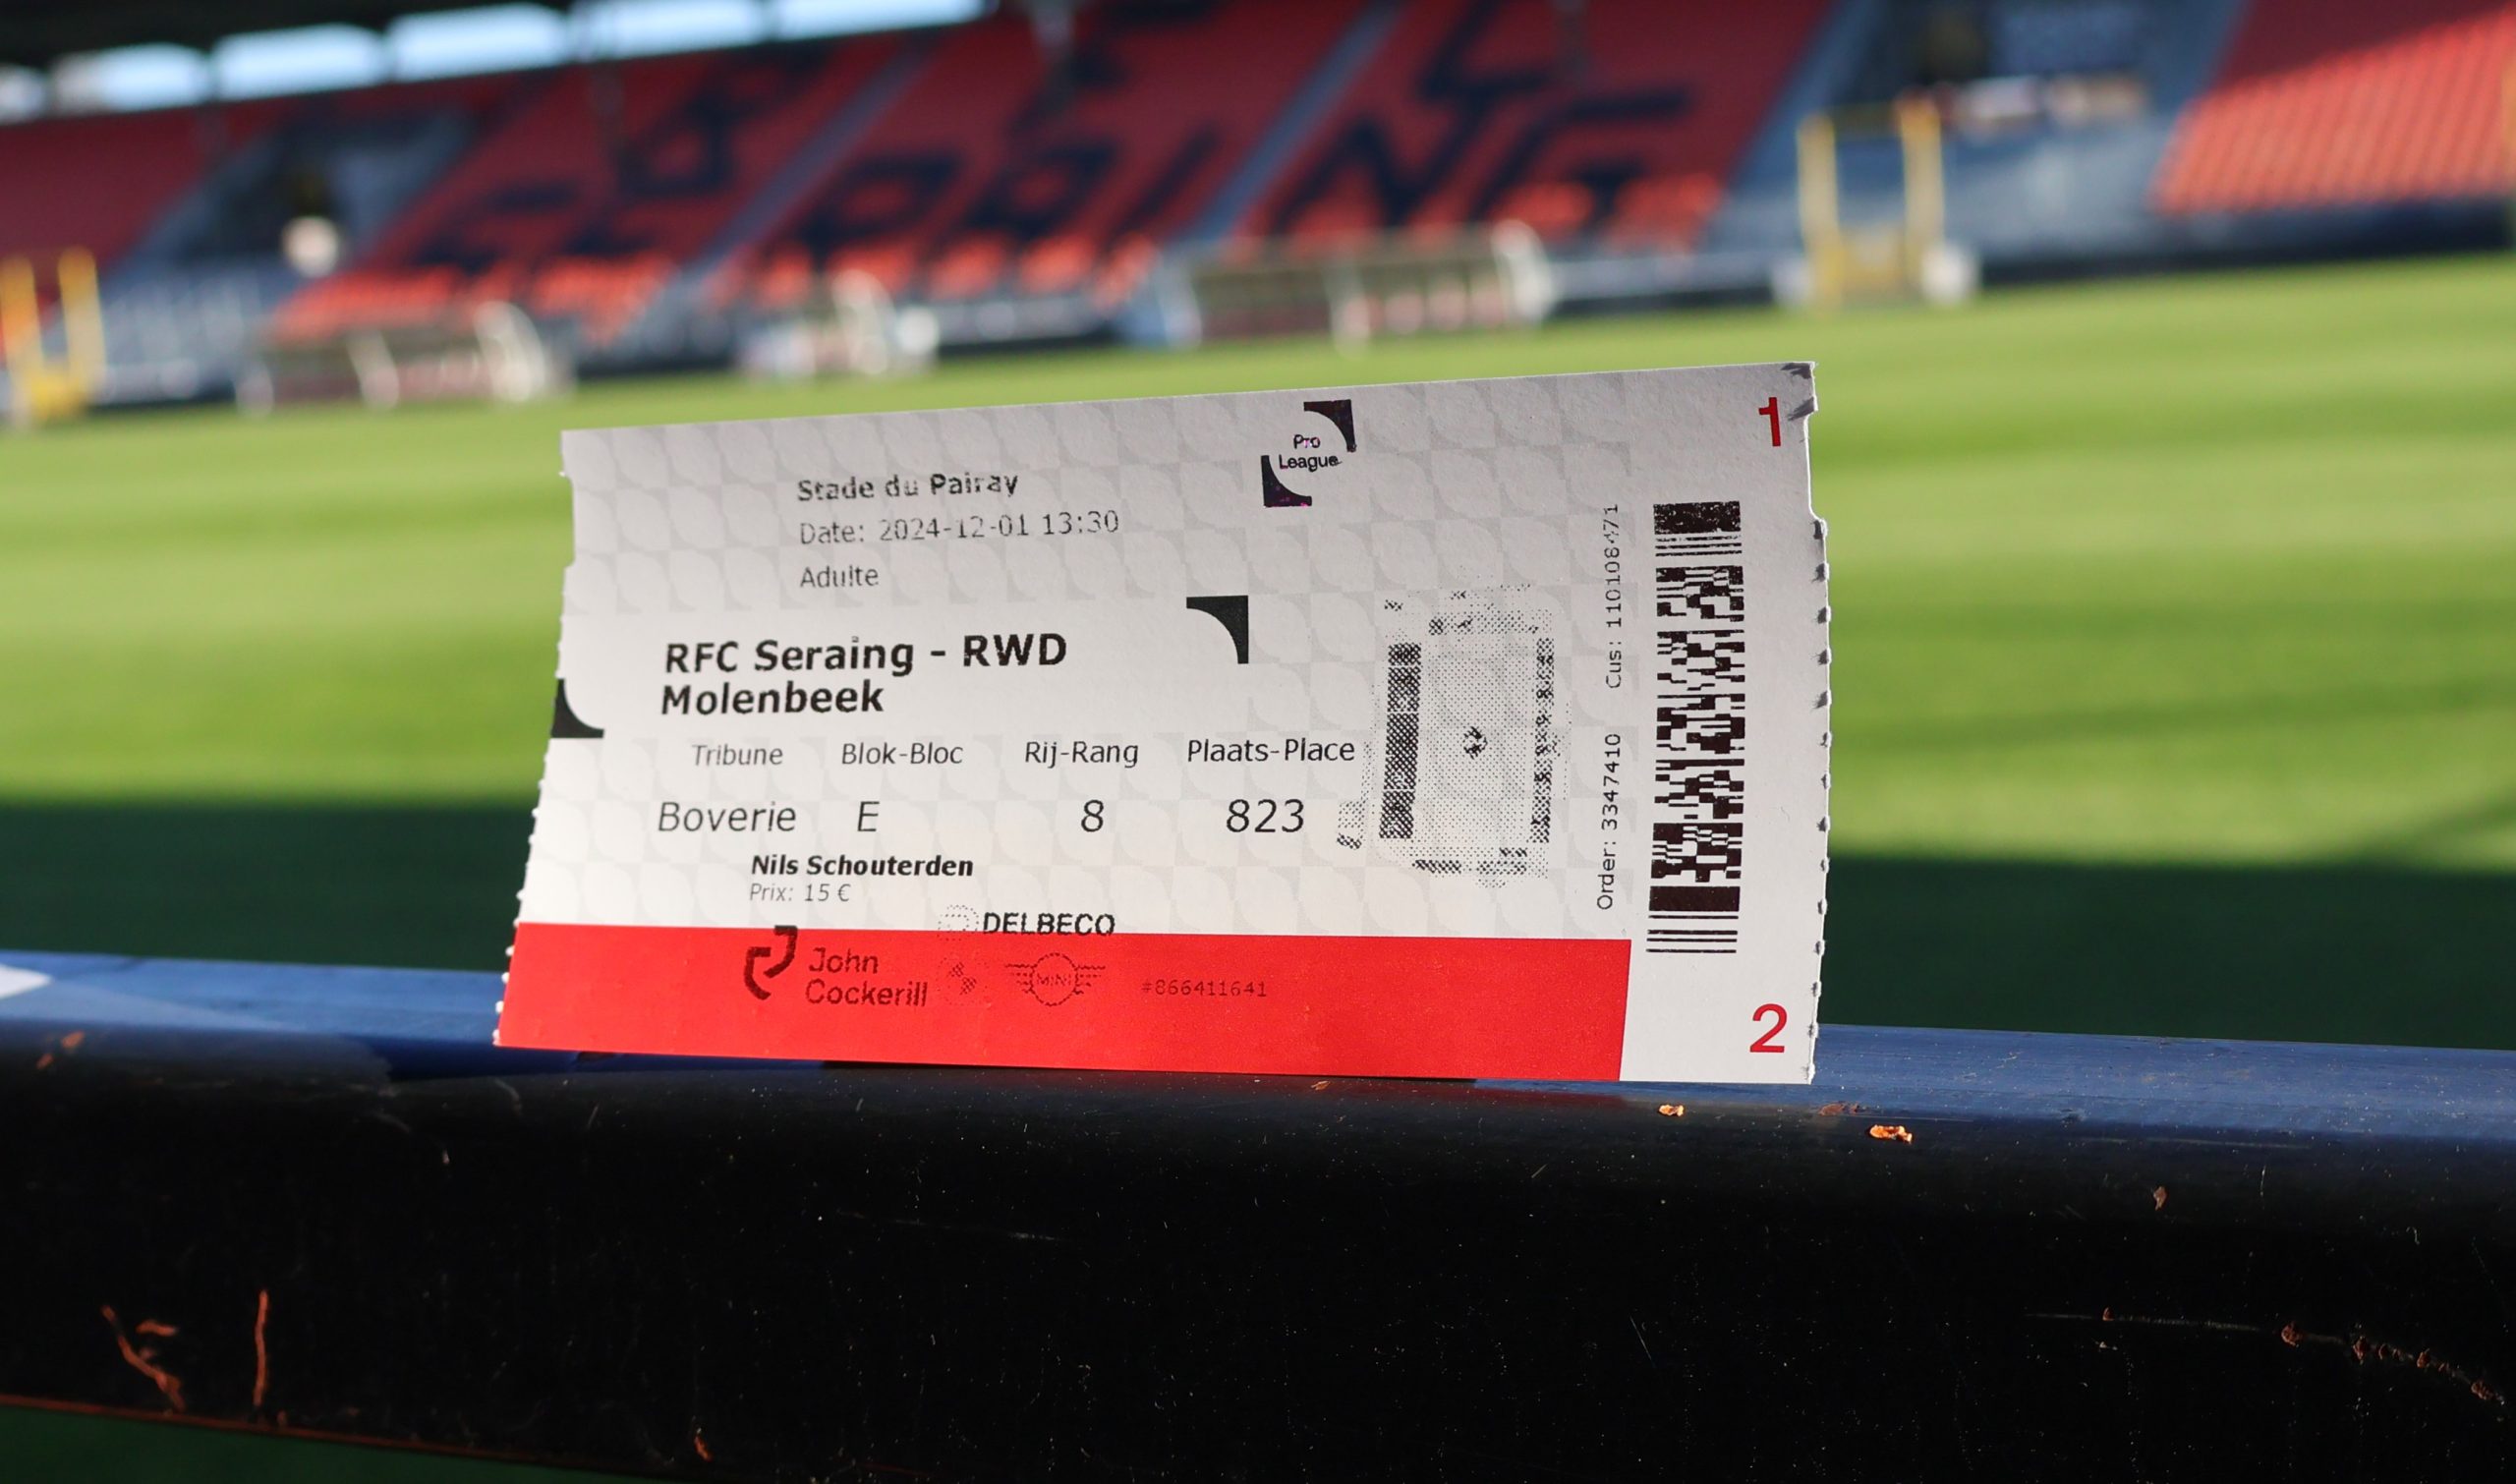 Pro
League
1
Stade du Pairay
Date: 2024-12-01 13:30
Adulte
RFC Seraing - RWD
Molenbeek
Tribune Blok-Bloc Rij-Rang Plaats-Place
Boverie E 8 823
Nils Schouterden
Prix: 15 €
DELBECO
John
Cockerill
MINI
#866411641
Order: 3347410 Cus: 110108471
2